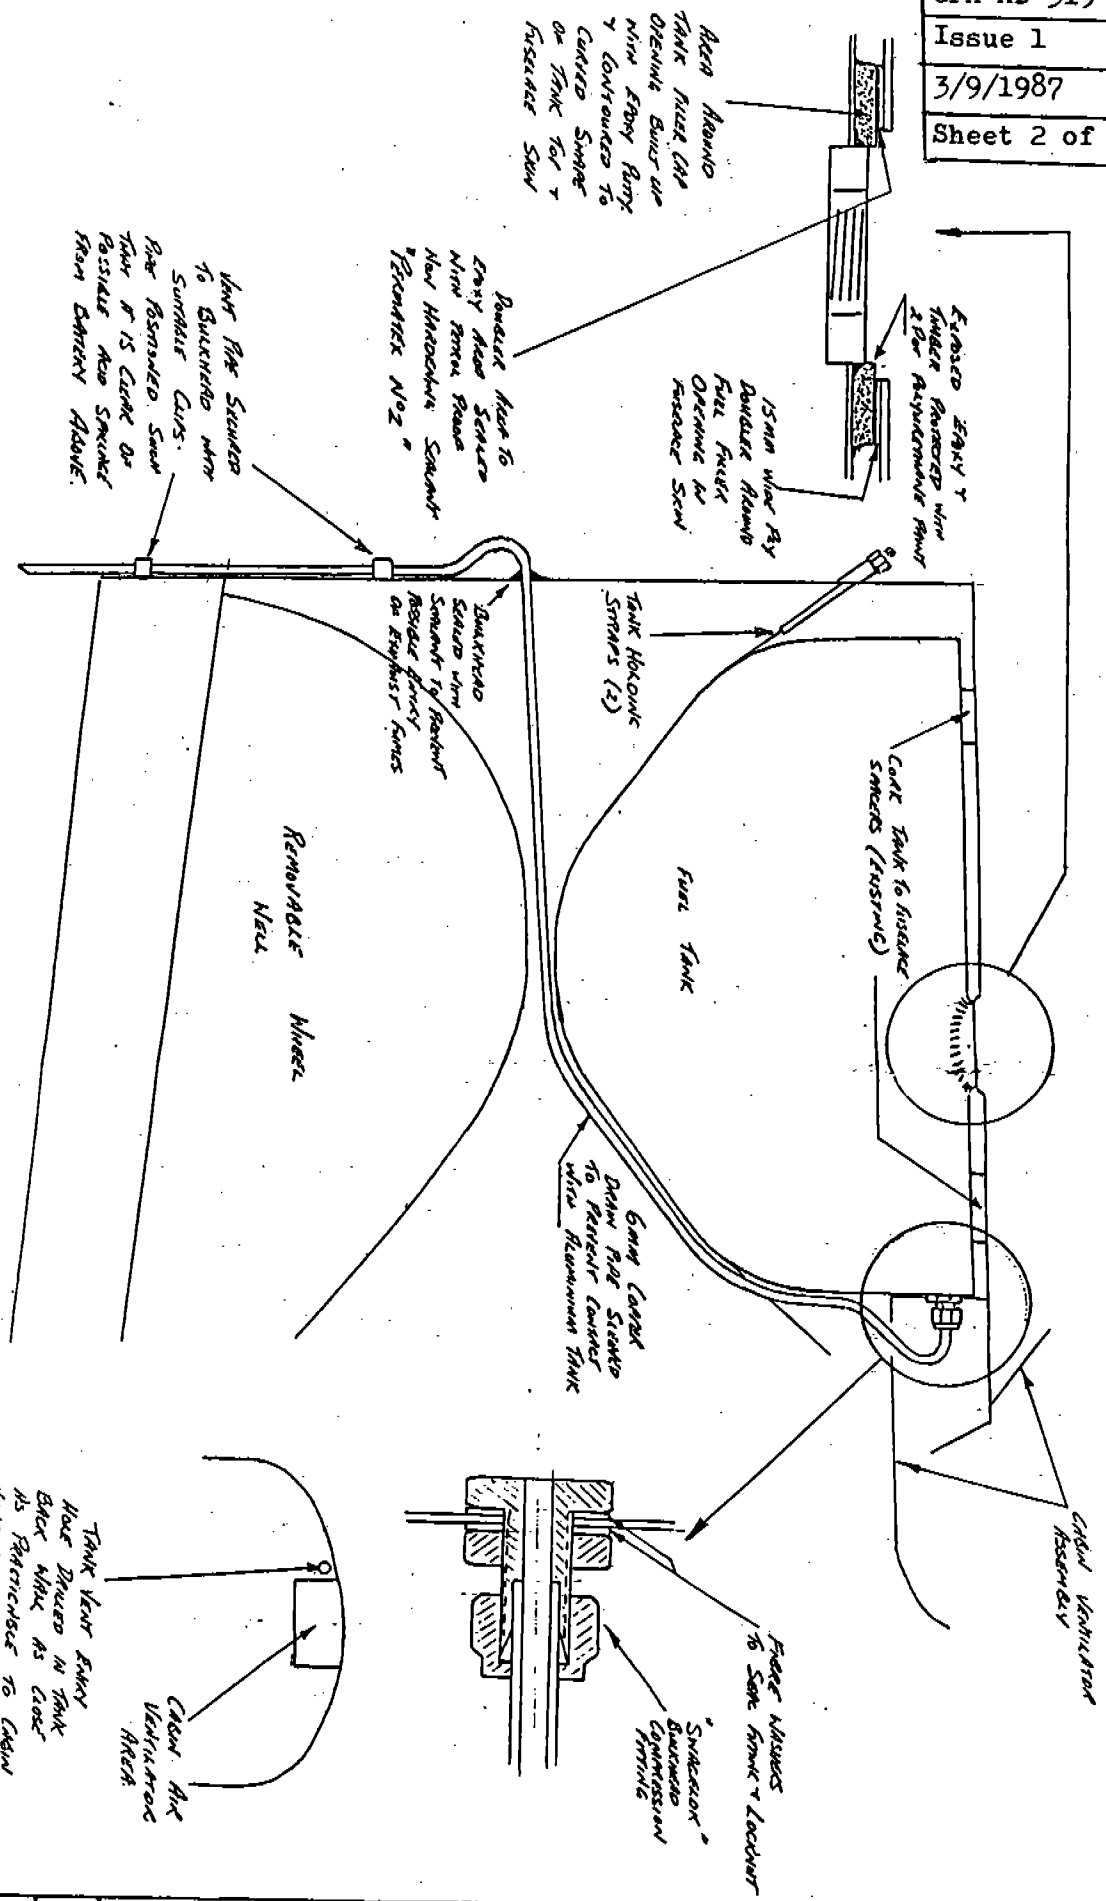 Issue 1
3/9/1987
Sheet 2 of
AREA AROUND
TANK FILLER CAP
OPENING BUILT UP
WITH EPOXY PUTTY
& CONTOURED TO
CURVED SHAPE
OF TANK TOP &
FUSELAGE SKIN
EXPOSED EPOXY &
TIMBER PROTECTED WITH
2 POT POLYURETHANE PAINT
15MM WIDE PLY
DOUBLER AROUND
FULL FILLER
OPENING IN
FUSELAGE SKIN
DOUBLER AREA TO
EPOXY AREA SEALED
WITH PETROL PROOF
NON HARDENING SEALANT
"PERMATEX NO2"
VENT PIPE SECURED
TO BULKHEAD WITH
SUITABLE CLIPS.
PIPE POSITIONED SUCH
THAT IT IS CLEAR OF
POSSIBLE ACID SPILLAGE
FROM BATTERY ABOVE.
TANK HOLDING
STRAPS (2)
BULKHEAD
SEALED WITH
SEALANT TO PREVENT
POSSIBLE ENTRY
OF EXHAUST FUMES
CORK TANK TO FUSELAGE
SPACERS (EXISTING)
FUEL TANK
REMOVABLE WHEEL
WELL
6MM COPPER
DRAIN PIPE SECURED
TO PREVENT CONTACT
WITH ALUMINIUM TANK
CABIN VENTILATOR
ASSEMBLY
FIBRE WASHERS
TO SEAL FITTING & LOCKNUT
"SWAGELOK"
BULKHEAD
COMPRESSION
FITTING
CABIN AIR
VENTILATOR
AREA.
TANK VENT ENTRY
HOLE DRILLED IN TANK
BACK WALL AS CLOSE
AS PRACTICABLE TO CABIN